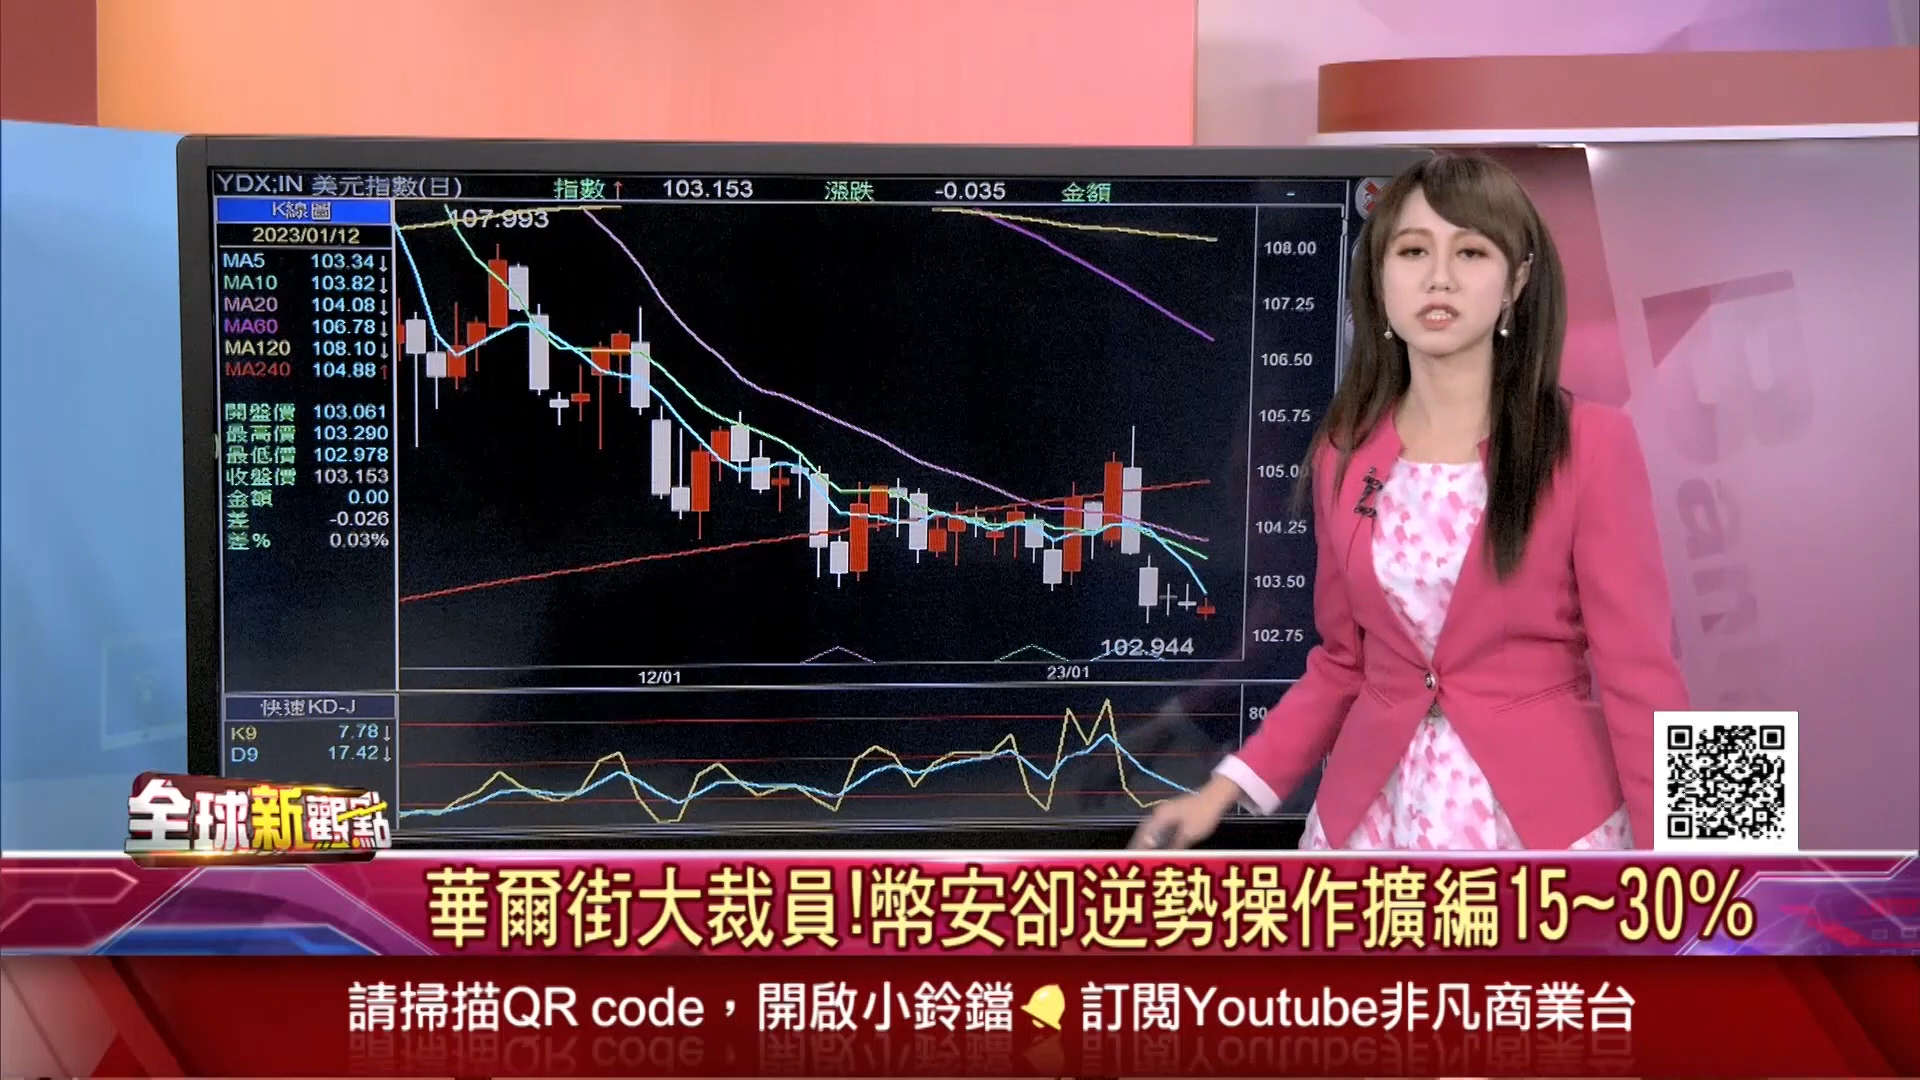 YDX;IN 美元指數(日) 指數↑ 103.153 漲跌 -0.035 金額 -
K線圖
2023/01/12
MA5 103.34↓
MA10 103.82↓
MA20 104.08↓
MA60 106.78↓
MA120 108.10↓
MA240 104.88↑
開盤價 103.061
最高價 103.290
最低價 102.978
收盤價 103.153
金額 0.00
差 -0.026
差% 0.03%
107.993
108.00
107.25
106.50
105.75
105.00
104.25
103.50
102.75
102.944
12/01 23/01
快速KD-J
K9 7.78↓
D9 17.42↓
80
全球新觀點
華爾街大裁員!幣安卻逆勢操作擴編15~30%
請掃描QR code，開啟小鈴鐺🔔訂閱Youtube非凡商業台